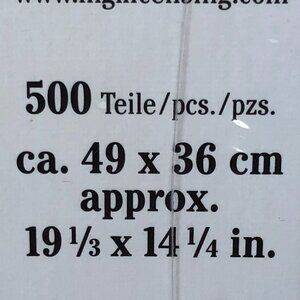 500 Teile/pcs./pzs.
ca. 49 x 36 cm
approx.
19 1/3 x 14 1/4 in.